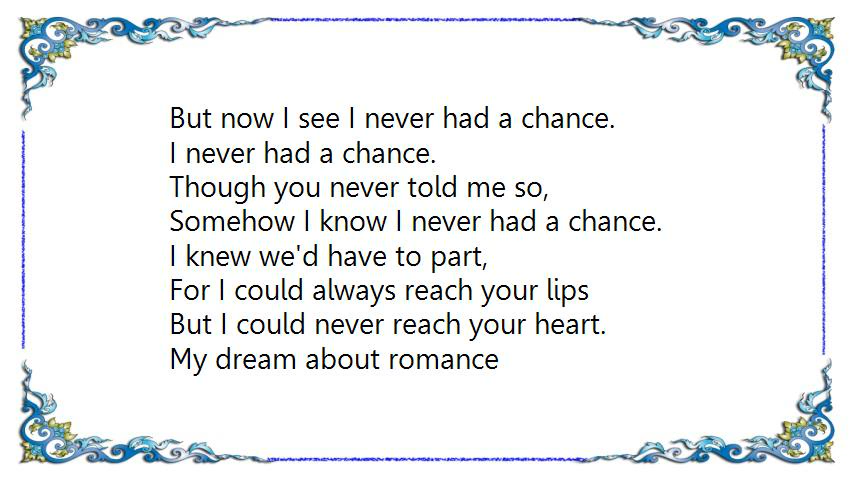 But now I see I never had a chance.
I never had a chance.
Though you never told me so,
Somehow I know I never had a chance.
I knew we'd have to part,
For I could always reach your lips
But I could never reach your heart.
My dream about romance